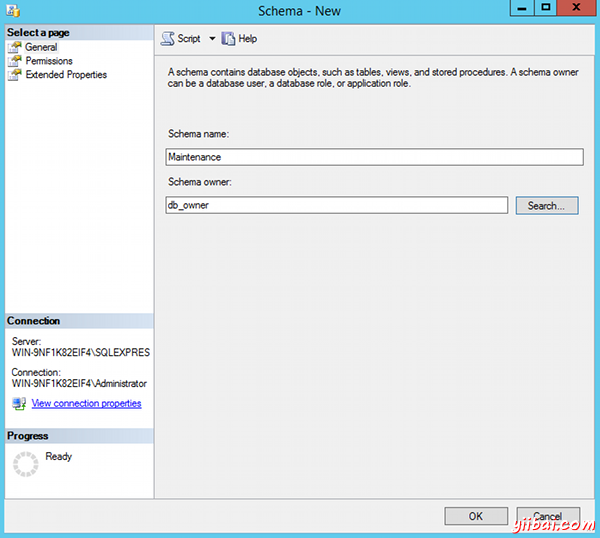 Schema - New
Select a page
General
Permissions
Extended Properties
Script
Help
A schema contains database objects, such as tables, views, and stored procedures. A schema owner
can be a database user, a database role, or application role.
Schema name:
Maintenance
Schema owner:
db_owner
Search...
Connection
Server:
WIN-9NF1K82EIF4\SQLEXPRES
Connection:
WIN-9NF1K82EIF4\Administrator
View connection properties
Progress
Ready
OK
Cancel
yiibai.com